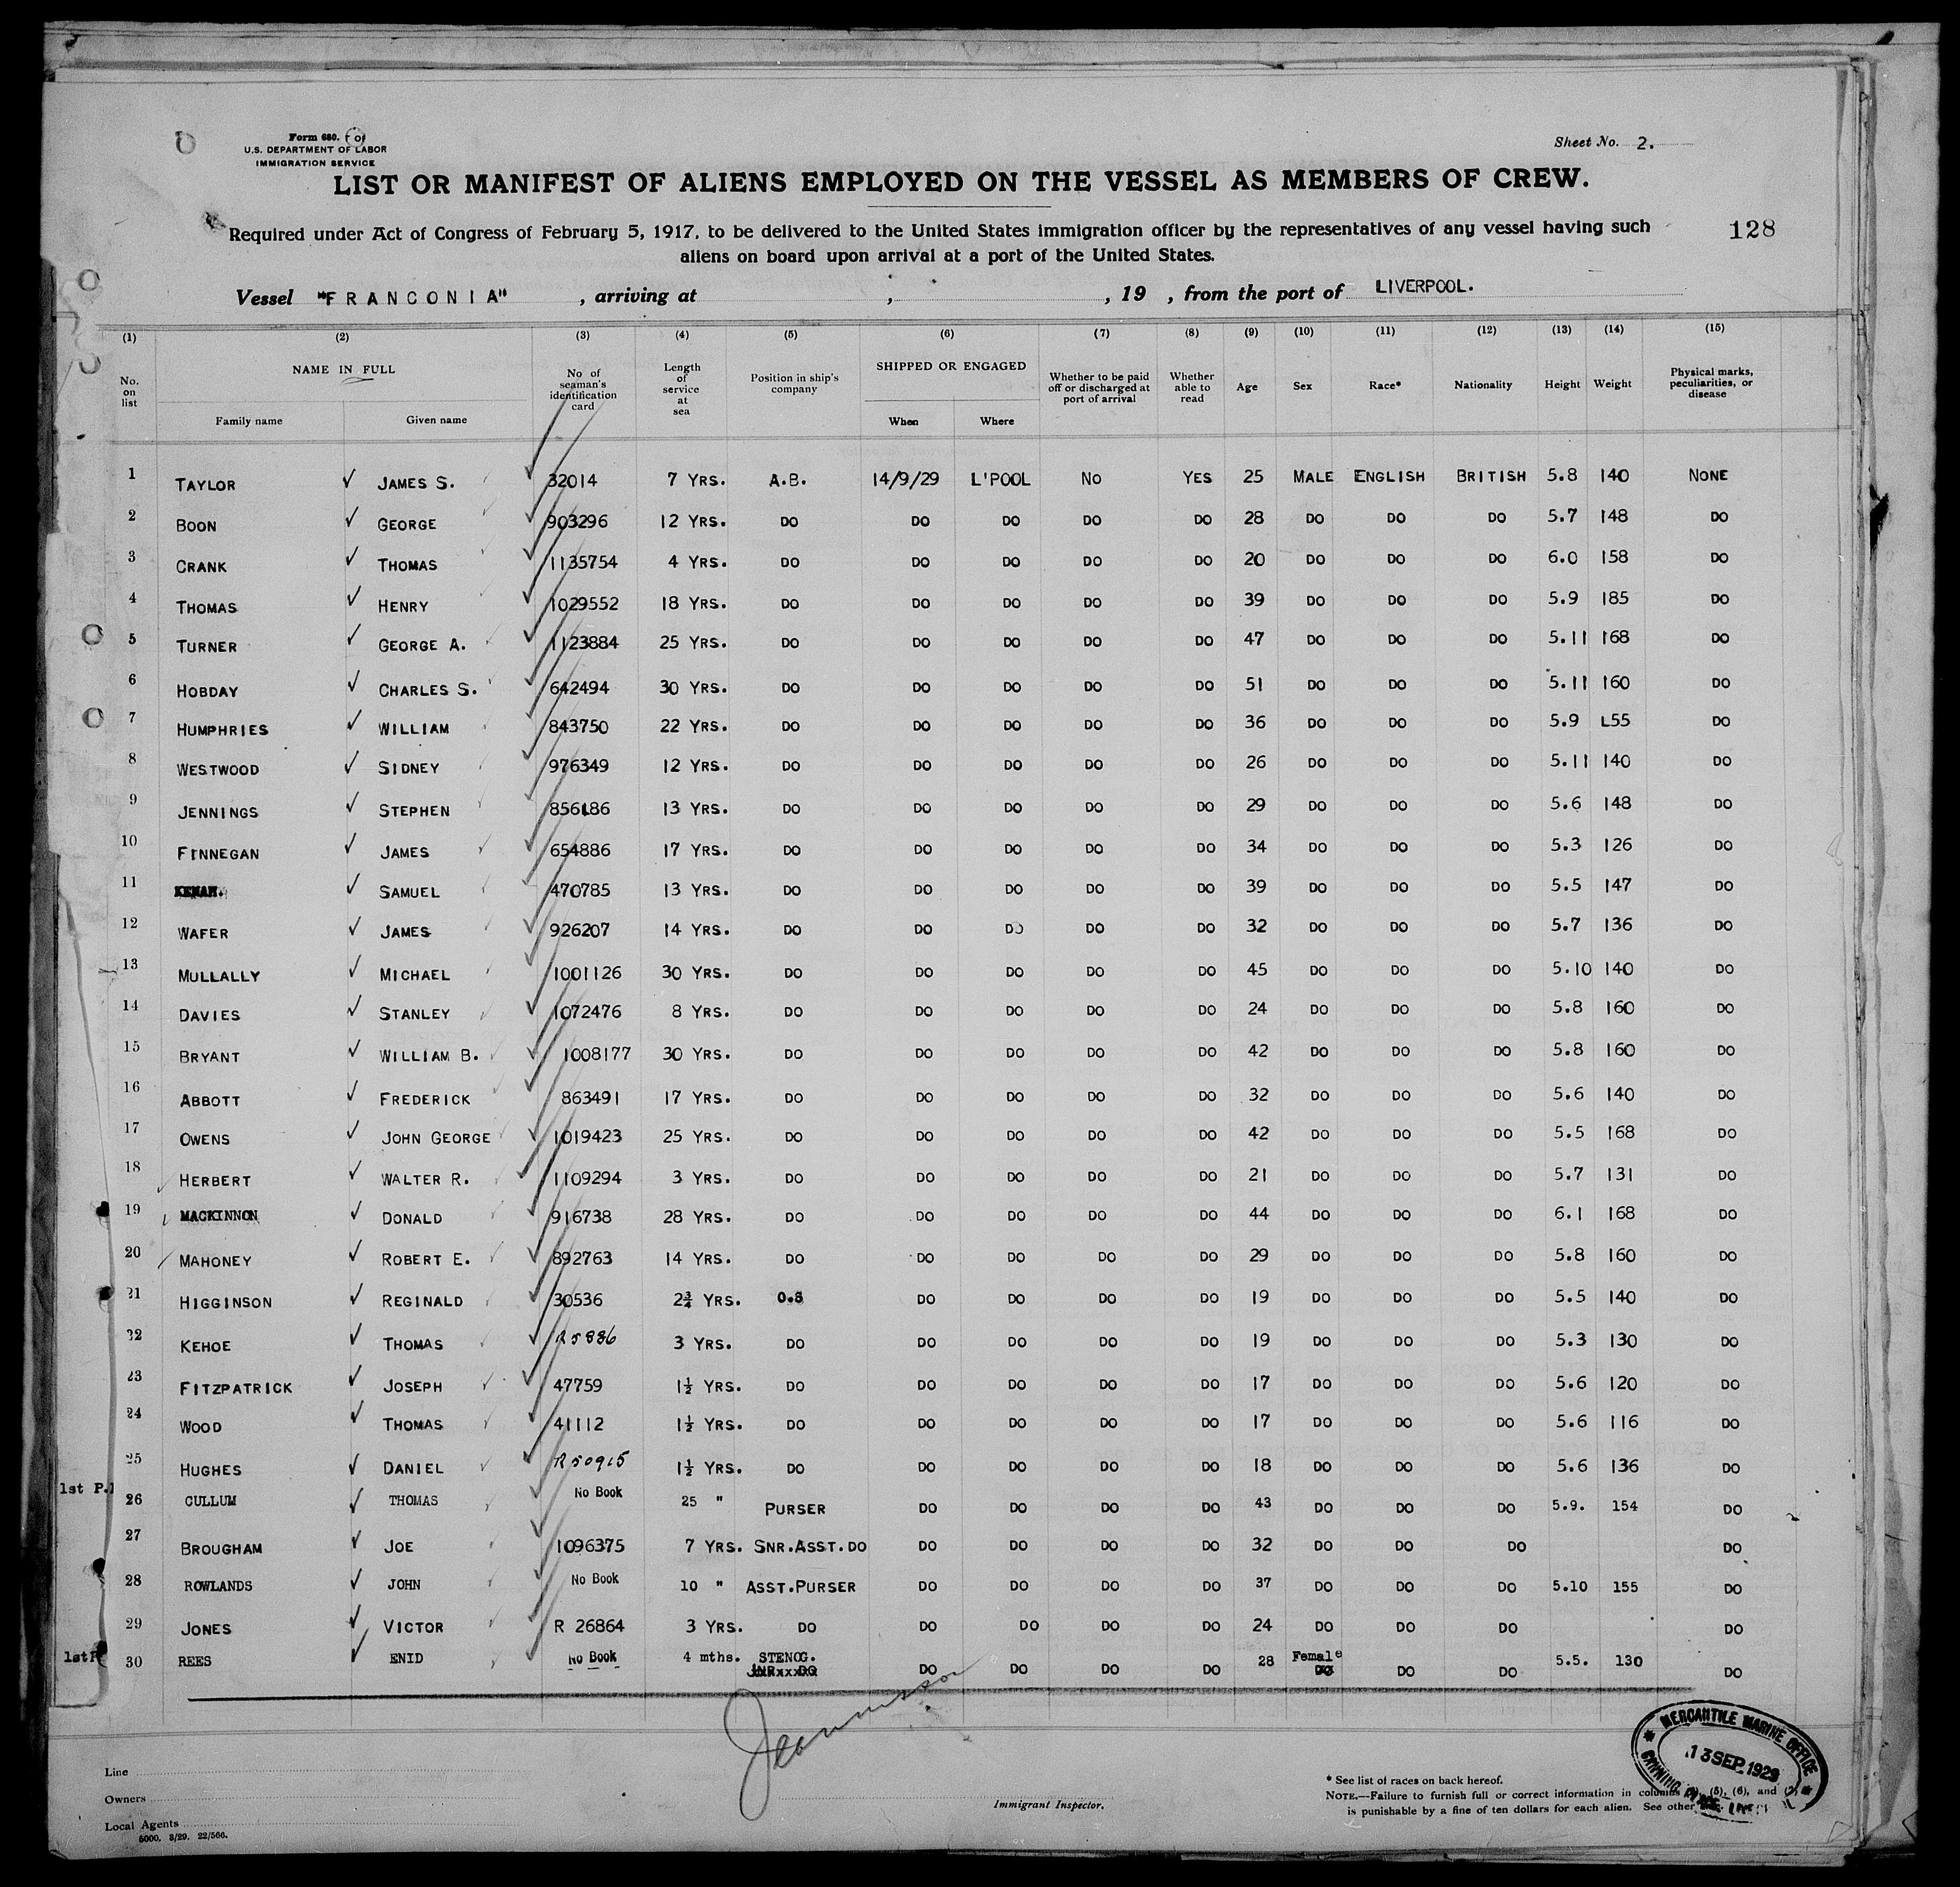 Form 680.
U.S. DEPARTMENT OF LABOR
IMMIGRATION SERVICE
Sheet No. 2.
LIST OR MANIFEST OF ALIENS EMPLOYED ON THE VESSEL AS MEMBERS OF CREW.
Required under Act of Congress of February 5, 1917, to be delivered to the United States immigration officer by the representatives of any vessel having such
aliens on board upon arrival at a port of the United States.
128
Vessel "FRANCONIA" , arriving at , , 19 , from the port of LIVERPOOL.
(1) (2) (3) (4) (5) (6) (7) (8) (9) (10) (11) (12) (13) (14) (15)
No. on list NAME IN FULL No of seaman's identification card Length of service at sea Position in ship's company SHIPPED OR ENGAGED Whether to be paid off or discharged at port of arrival Whether able to read Age Sex Race* Nationality Height Weight Physical marks, peculiarities, or disease
Family name Given name When Where
1 TAYLOR ✓ JAMES S. 32014 7 YRS. A.B. 14/9/29 L'POOL NO YES 25 MALE ENGLISH BRITISH 5.8 140 NONE
2 BOON ✓ GEORGE 903296 12 YRS. DO DO DO DO DO 28 DO DO DO 5.7 148 DO
3 CRANK ✓ THOMAS 1135754 4 YRS. DO DO DO DO DO 20 DO DO DO 6.0 158 DO
4 THOMAS ✓ HENRY 1029552 18 YRS. DO DO DO DO DO 39 DO DO DO 5.9 185 DO
5 TURNER ✓ GEORGE A. 1123884 25 YRS. DO DO DO DO DO 47 DO DO DO 5.11 168 DO
6 HOBDAY ✓ CHARLES S. 642494 30 YRS. DO DO DO DO DO 51 DO DO DO 5.11 160 DO
7 HUMPHRIES ✓ WILLIAM 843750 22 YRS. DO DO DO DO DO 36 DO DO DO 5.9 L55 DO
8 WESTWOOD ✓ SIDNEY 976349 12 YRS. DO DO DO DO DO 26 DO DO DO 5.11 140 DO
9 JENNINGS ✓ STEPHEN 856186 13 YRS. DO DO DO DO DO 29 DO DO DO 5.6 148 DO
10 FINNEGAN ✓ JAMES 654886 17 YRS. DO DO DO DO DO 34 DO DO DO 5.3 126 DO
11 ✓ SAMUEL 470785 13 YRS. DO DO DO DO DO 39 DO DO DO 5.5 147 DO
12 WAFER ✓ JAMES 926207 14 YRS. DO DO DO DO DO 32 DO DO DO 5.7 136 DO
13 MULLALLY ✓ MICHAEL 1001126 30 YRS. DO DO DO DO DO 45 DO DO DO 5.10 140 DO
14 DAVIES ✓ STANLEY 1072476 8 YRS. DO DO DO DO DO 24 DO DO DO 5.8 160 DO
15 BRYANT ✓ WILLIAM B. 1008177 30 YRS. DO DO DO DO DO 42 DO DO DO 5.8 160 DO
16 ABBOTT ✓ FREDERICK 863491 17 YRS. DO DO DO DO DO 32 DO DO DO 5.6 140 DO
17 OWENS ✓ JOHN GEORGE 1019423 25 YRS. DO DO DO DO DO 42 DO DO DO 5.5 168 DO
18 HERBERT ✓ WALTER R. 1109294 3 YRS. DO DO DO DO DO 21 DO DO DO 5.7 131 DO
19 MACKINNON ✓ DONALD 916738 28 YRS. DO DO DO DO DO 44 DO DO DO 6.1 168 DO
20 MAHONEY ✓ ROBERT E. 892763 14 YRS. DO DO DO DO DO 29 DO DO DO 5.8 160 DO
21 HIGGINSON ✓ REGINALD 30536 2¾ YRS. O.S DO DO DO DO 19 DO DO DO 5.5 140 DO
22 KEHOE ✓ THOMAS R5886 3 YRS. DO DO DO DO DO 19 DO DO DO 5.3 130 DO
23 FITZPATRICK ✓ JOSEPH 47759 1½ YRS. DO DO DO DO DO 17 DO DO DO 5.6 120 DO
24 WOOD ✓ THOMAS 41112 1½ YRS. DO DO DO DO DO 17 DO DO DO 5.6 116 DO
25 HUGHES ✓ DANIEL R50915 1½ YRS. DO DO DO DO DO 18 DO DO DO 5.6 136 DO
1st P. 26 CULLUM ✓ THOMAS No Book 25 " PURSER DO DO DO DO 43 DO DO DO 5.9. 154 DO
27 BROUGHAM ✓ JOE 1096375 7 YRS. SNR.ASST.DO DO DO DO DO 32 DO DO DO DO
28 ROWLANDS ✓ JOHN No Book 10 " ASST.PURSER DO DO DO DO 37 DO DO DO 5.10 155 DO
29 JONES ✓ VICTOR R 26864 3 YRS. DO DO DO DO DO 24 DO DO DO DO
1st 30 REES ✓ ENID No Book 4 mths. STENOG. DO DO DO DO 28 Female DO DO 5.5. 130 DO
MERCANTILE MARINE OFFICE
13 SEP. 1929
CANNING PLACE
Line
Owners
Local Agents
5000. 3/29. 22/566.
Immigrant Inspector.
* See list of races on back hereof.
NOTE.—Failure to furnish full or correct information in columns (5), (6), and
is punishable by a fine of ten dollars for each alien. See other